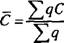 C̅ = ∑qC / ∑q